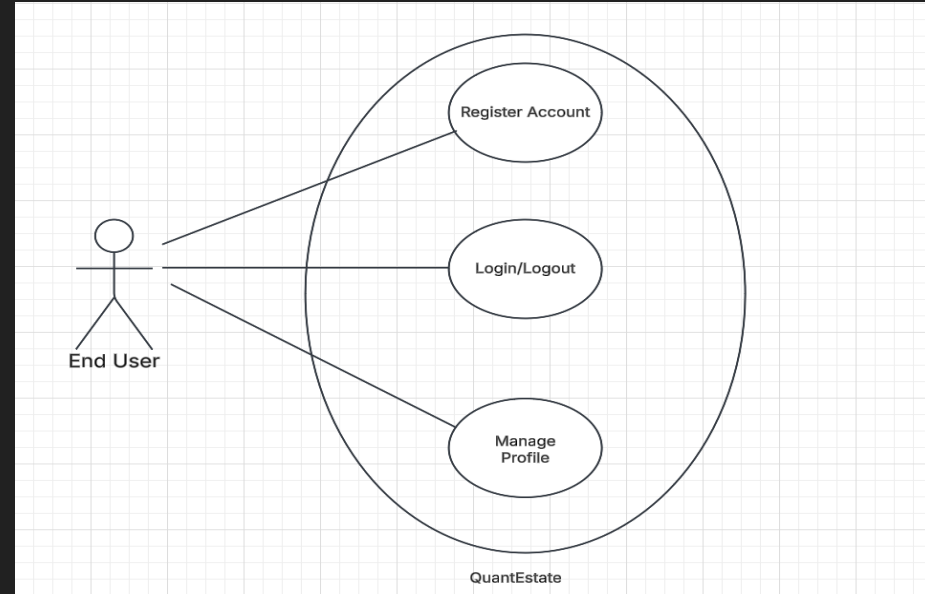 Register Account
Login/Logout
End User
Manage
Profile
QuantEstate